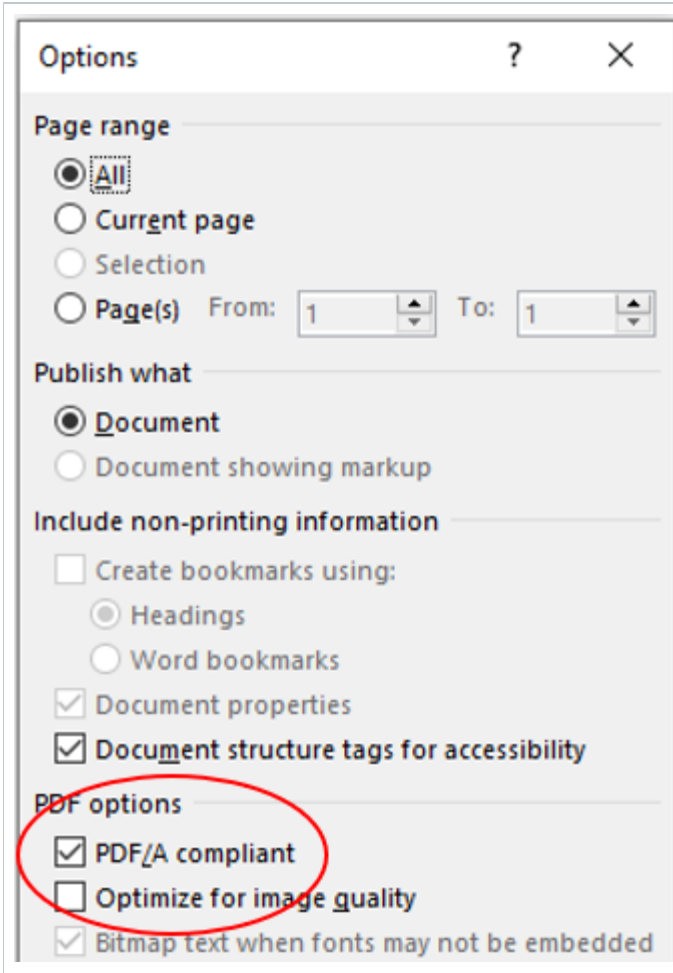 Options ?
Page range
All
Current page
Selection
Page(s) From: 1 To: 1
Publish what
Document
Document showing markup
Include non-printing information
Create bookmarks using:
Headings
Word bookmarks
Document properties
Document structure tags for accessibility
PDF options
PDF/A compliant
Optimize for image quality
Bitmap text when fonts may not be embedded